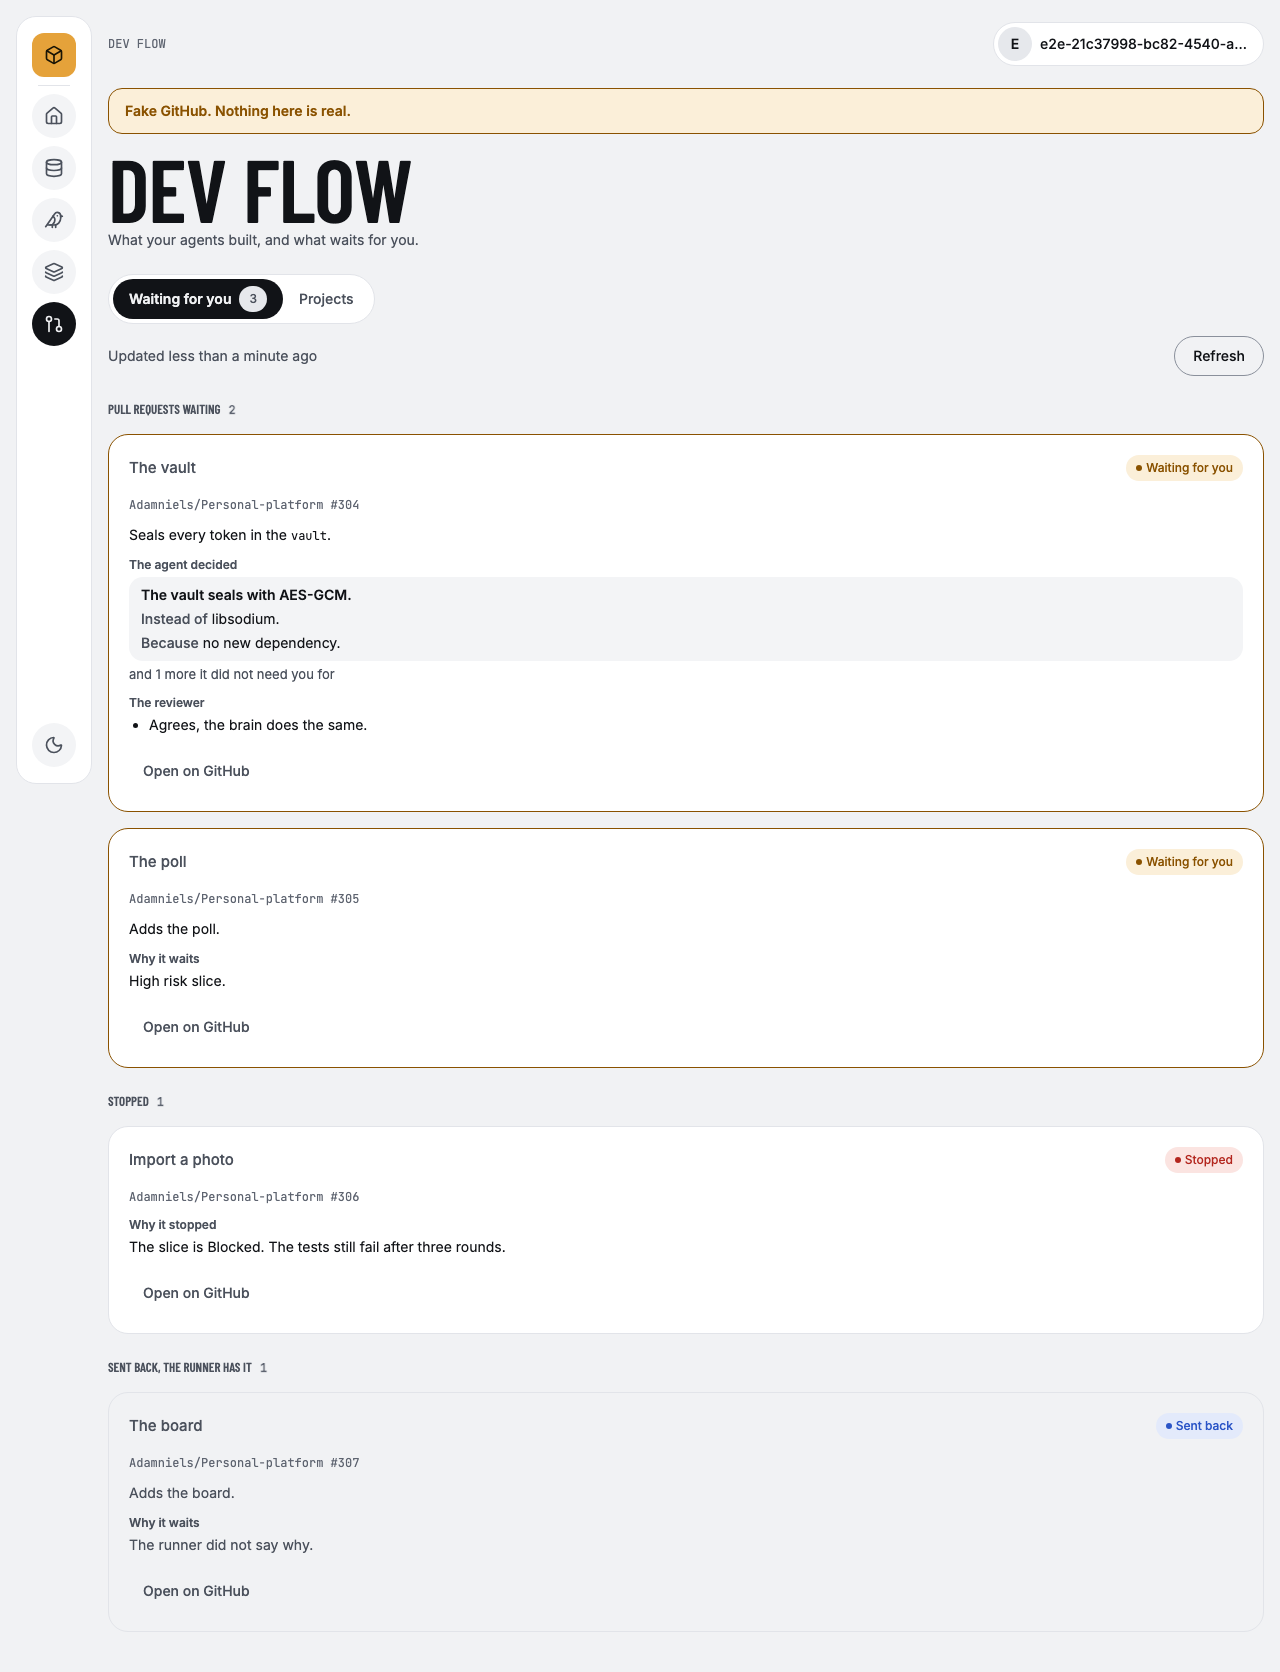 DEV FLOW
E
e2e-21c37998-bc82-4540-a...
Fake GitHub. Nothing here is real.
DEV FLOW
What your agents built, and what waits for you.
Waiting for you 3
Projects
Updated less than a minute ago
Refresh
PULL REQUESTS WAITING 2
The vault
Waiting for you
Adamniels/Personal-platform #304
Seals every token in the vault.
The agent decided
The vault seals with AES-GCM.
Instead of libsodium.
Because no new dependency.
and 1 more it did not need you for
The reviewer
Agrees, the brain does the same.
Open on GitHub
The poll
Waiting for you
Adamniels/Personal-platform #305
Adds the poll.
Why it waits
High risk slice.
Open on GitHub
STOPPED 1
Import a photo
Stopped
Adamniels/Personal-platform #306
Why it stopped
The slice is Blocked. The tests still fail after three rounds.
Open on GitHub
SENT BACK, THE RUNNER HAS IT 1
The board
Sent back
Adamniels/Personal-platform #307
Adds the board.
Why it waits
The runner did not say why.
Open on GitHub